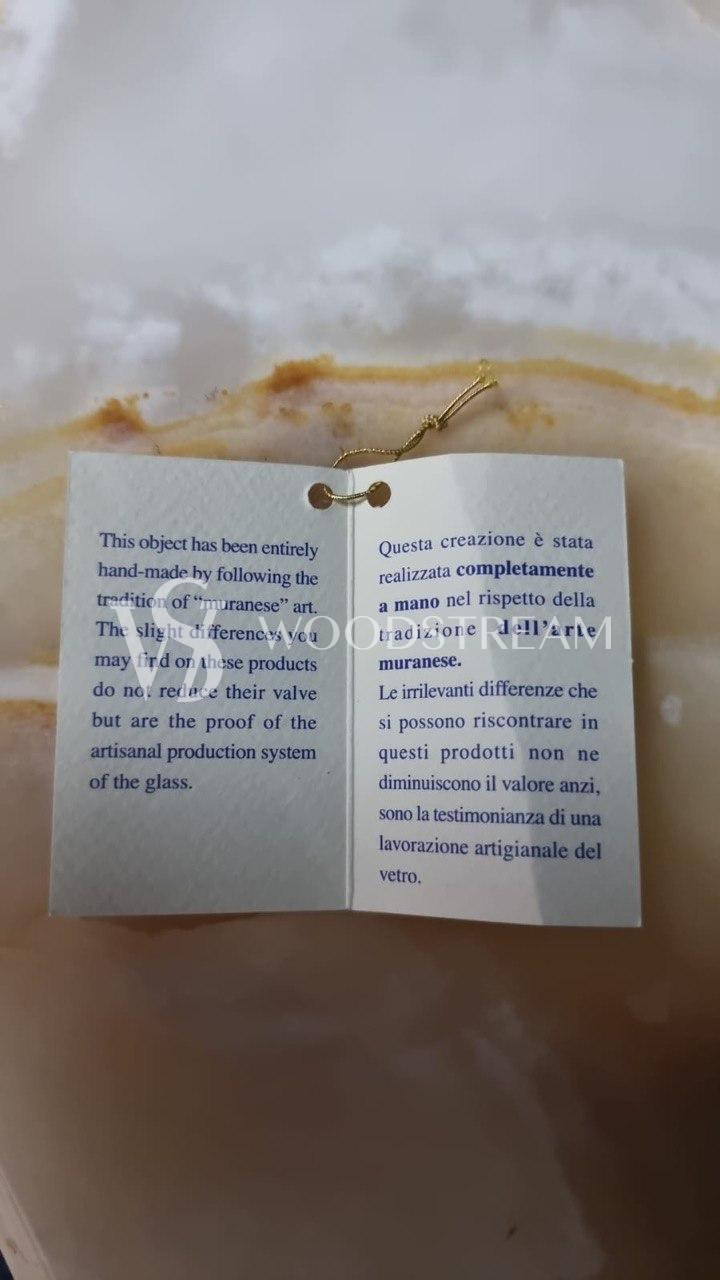 This object has been entirely
hand-made by following the
tradition of “muranese” art.
The slight differences you
may find on these products
do not reduce their valve
but are the proof of the
artisanal production system
of the glass.
Questa creazione è stata
realizzata completamente
a mano nel rispetto della
tradizione dell’arte
muranese.
Le irrilevanti differenze che
si possono riscontrare in
questi prodotti non ne
diminuiscono il valore anzi,
sono la testimonianza di una
lavorazione artigianale del
vetro.
WOODSTREAM